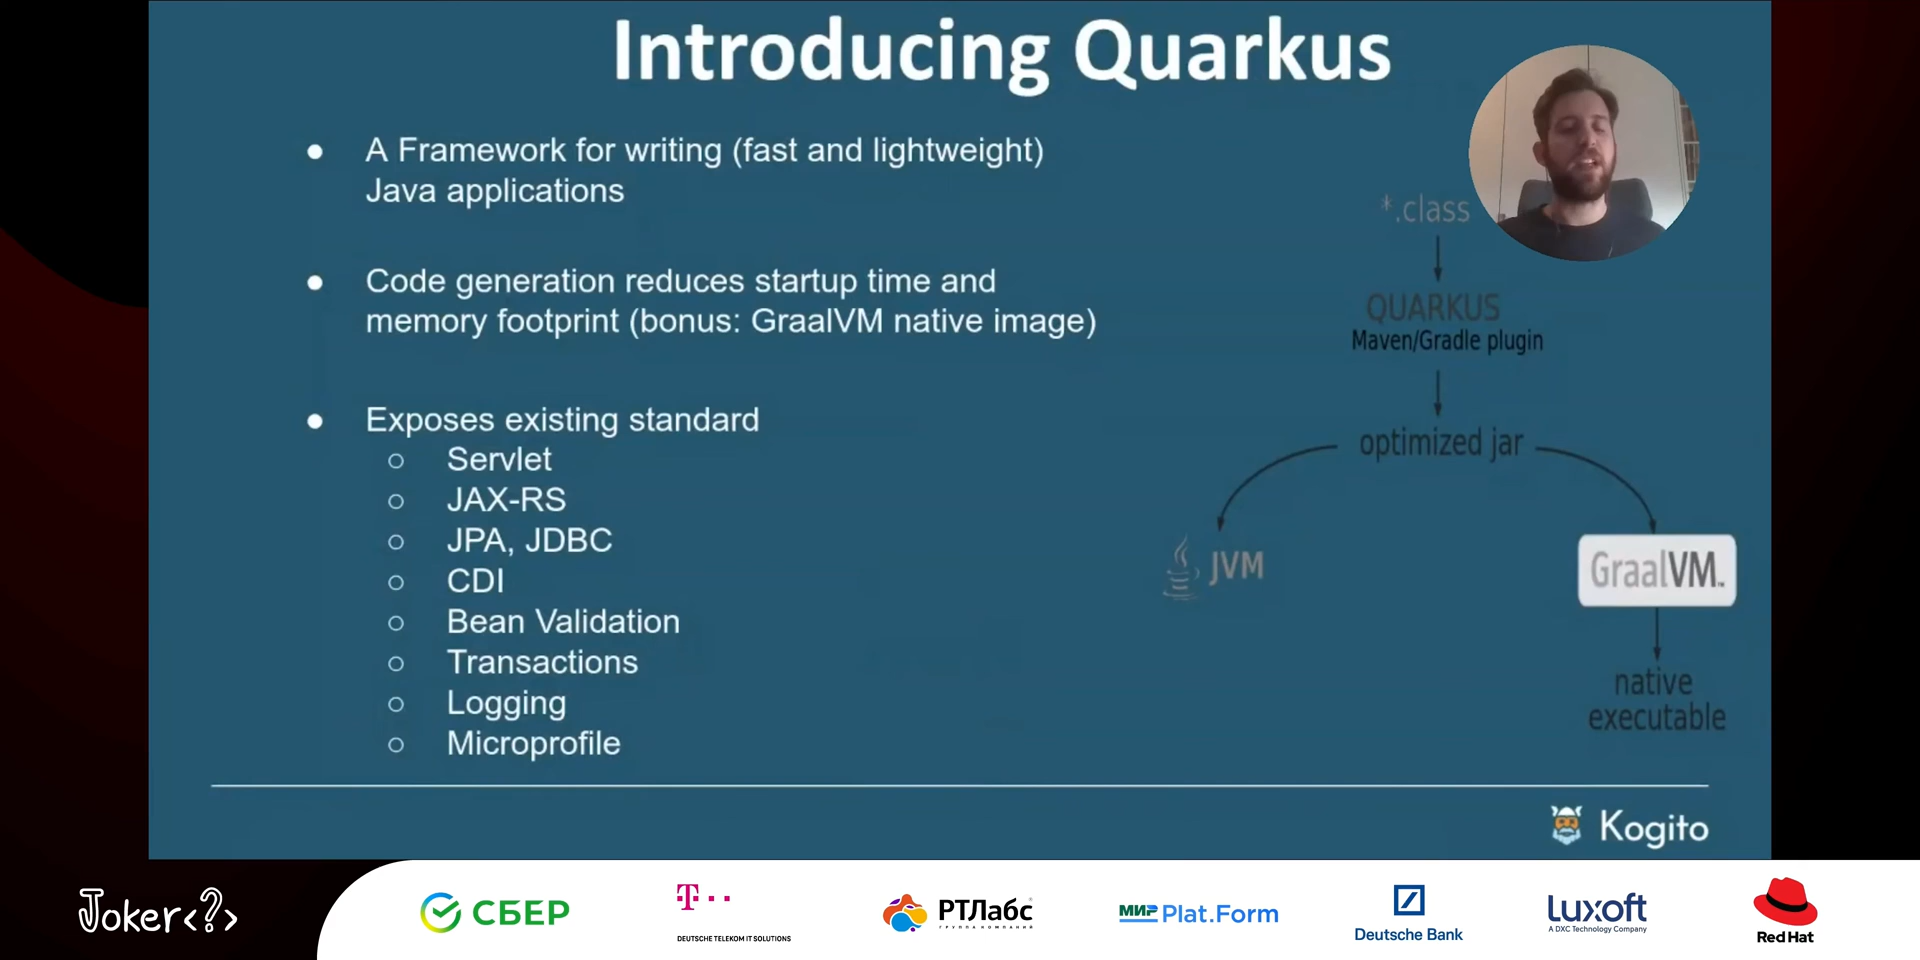 Introducing Quarkus
A Framework for writing (fast and lightweight)
Java applications
Code generation reduces startup time and
memory footprint (bonus: GraalVM native image)
Exposes existing standard
Servlet
JAX-RS
JPA, JDBC
CDI
Bean Validation
Transactions
Logging
Microprofile
*.class
QUARKUS
Maven/Gradle plugin
optimized jar
JVM
GraalVM™
native
executable
Kogito
Joker<?>
СБЕР
T
DEUTSCHE TELEKOM IT SOLUTIONS
РТЛабс
ГРУППА КОМПАНИЙ
МИР Plat.Form
Deutsche Bank
Luxoft
A DXC Technology Company
Red Hat